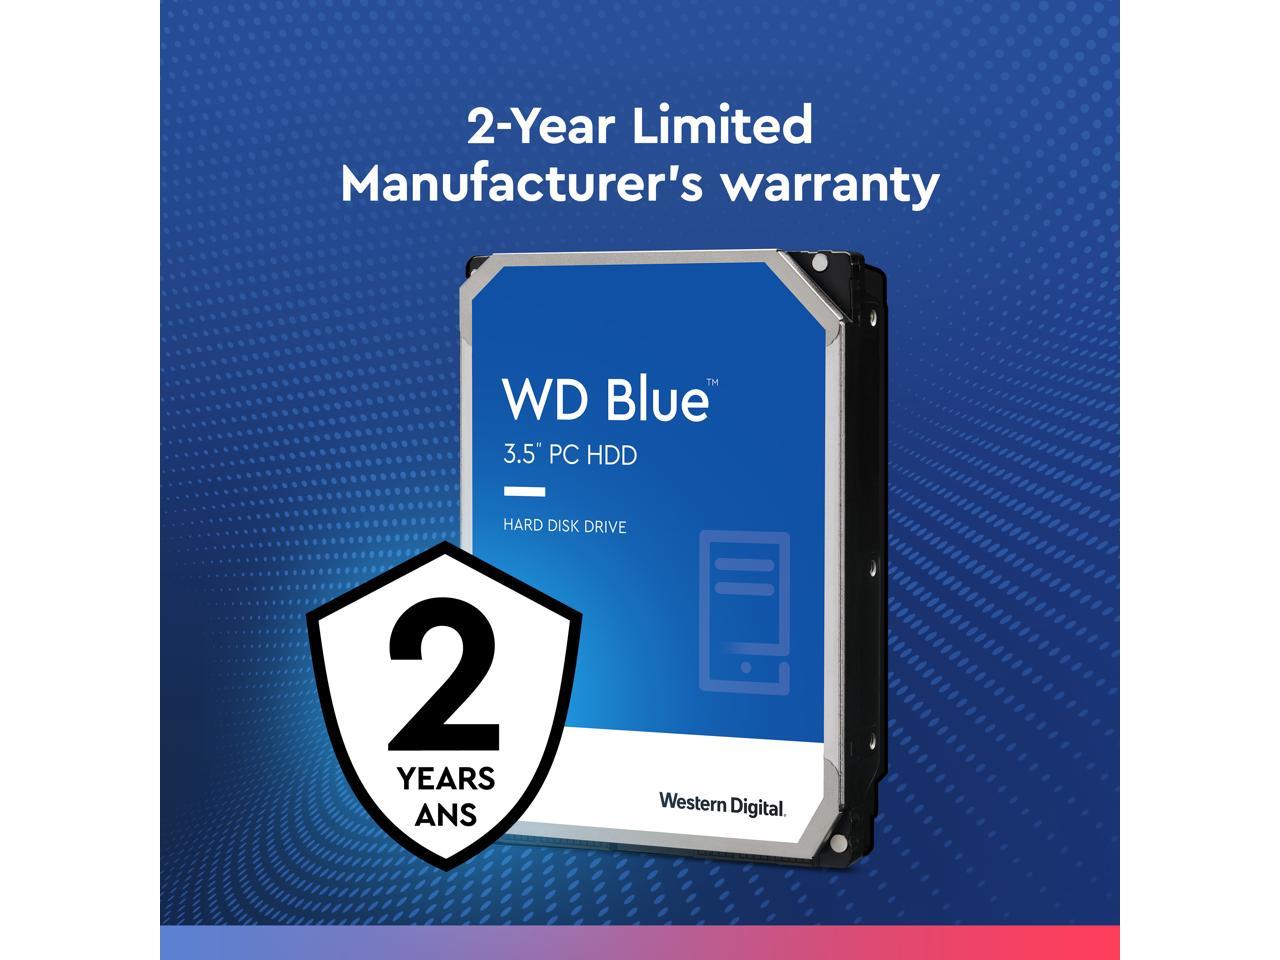 2-Year Limited
Manufacturer's warranty
WD Blue™
3.5" PC HDD
HARD DISK DRIVE
2
YEARS
ANS
Western Digital.